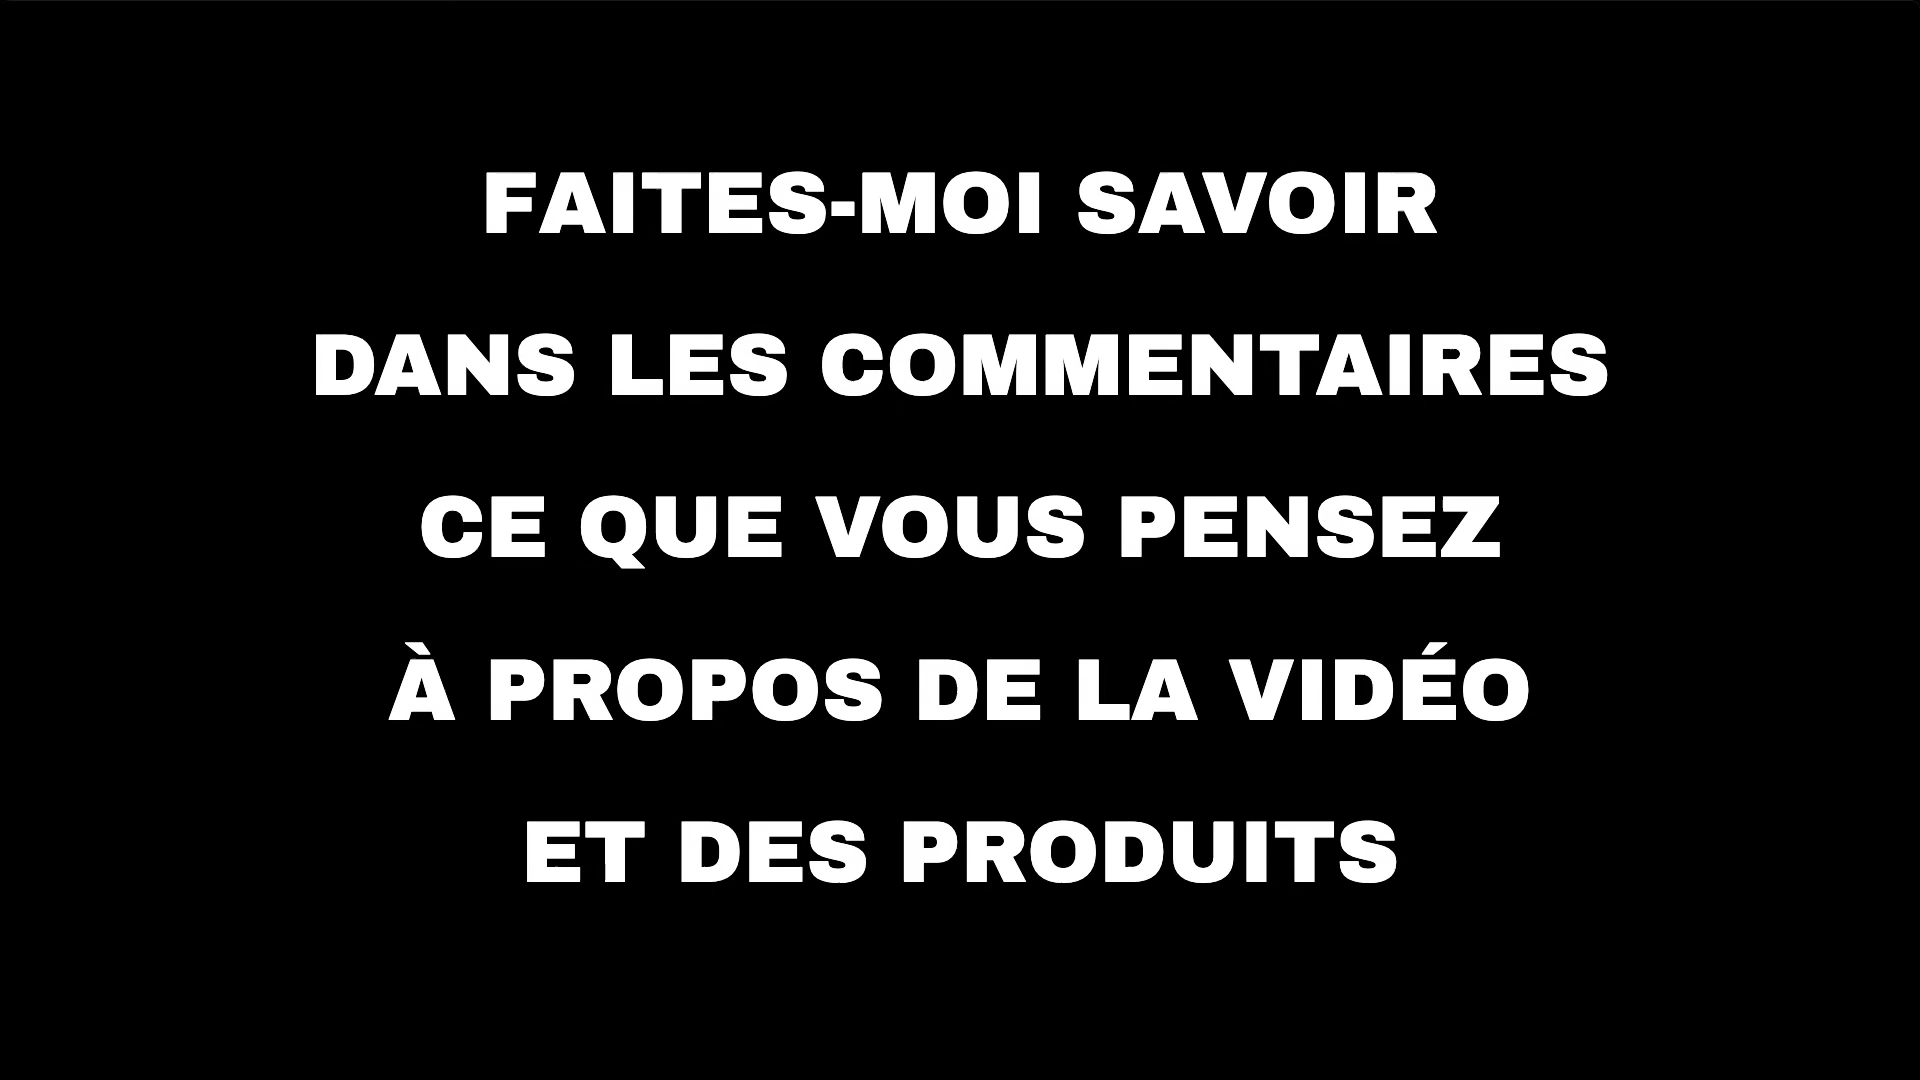 FAITES-MOI SAVOIR
DANS LES COMMENTAIRES
CE QUE VOUS PENSEZ
À PROPOS DE LA VIDÉO
ET DES PRODUITS